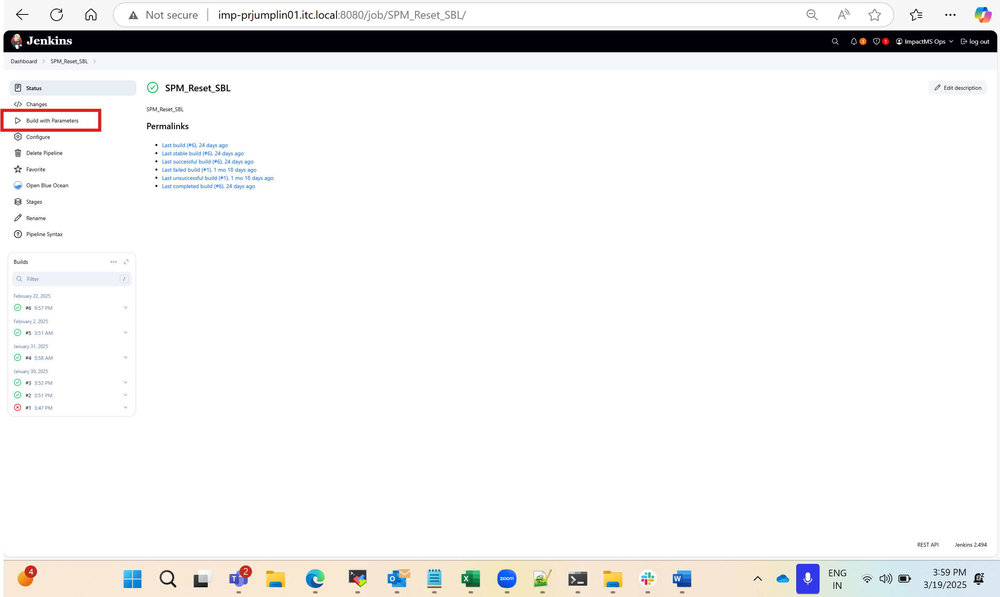 Not secure imp-prjumplin01.itc.local:8080/job/SPM_Reset_SBL/
Jenkins
1 1 ImpactMS Ops log out
Dashboard SPM_Reset_SBL
Status
Changes
Build with Parameters
Configure
Delete Pipeline
Favorite
Open Blue Ocean
Stages
Rename
Pipeline Syntax
Builds
Filter /
February 22, 2025
#6 9:57 PM
February 2, 2025
#5 3:51 AM
January 31, 2025
#4 5:58 AM
January 30, 2025
#3 3:52 PM
#2 3:51 PM
#1 3:47 PM
SPM_Reset_SBL
Edit description
SPM_Reset_SBL
Permalinks
Last build (#6), 24 days ago
Last stable build (#6), 24 days ago
Last successful build (#6), 24 days ago
Last failed build (#1), 1 mo 18 days ago
Last unsuccessful build (#1), 1 mo 18 days ago
Last completed build (#6), 24 days ago
REST API Jenkins 2.494
4
2
zoom
ENG
IN
3:59 PM
3/19/2025